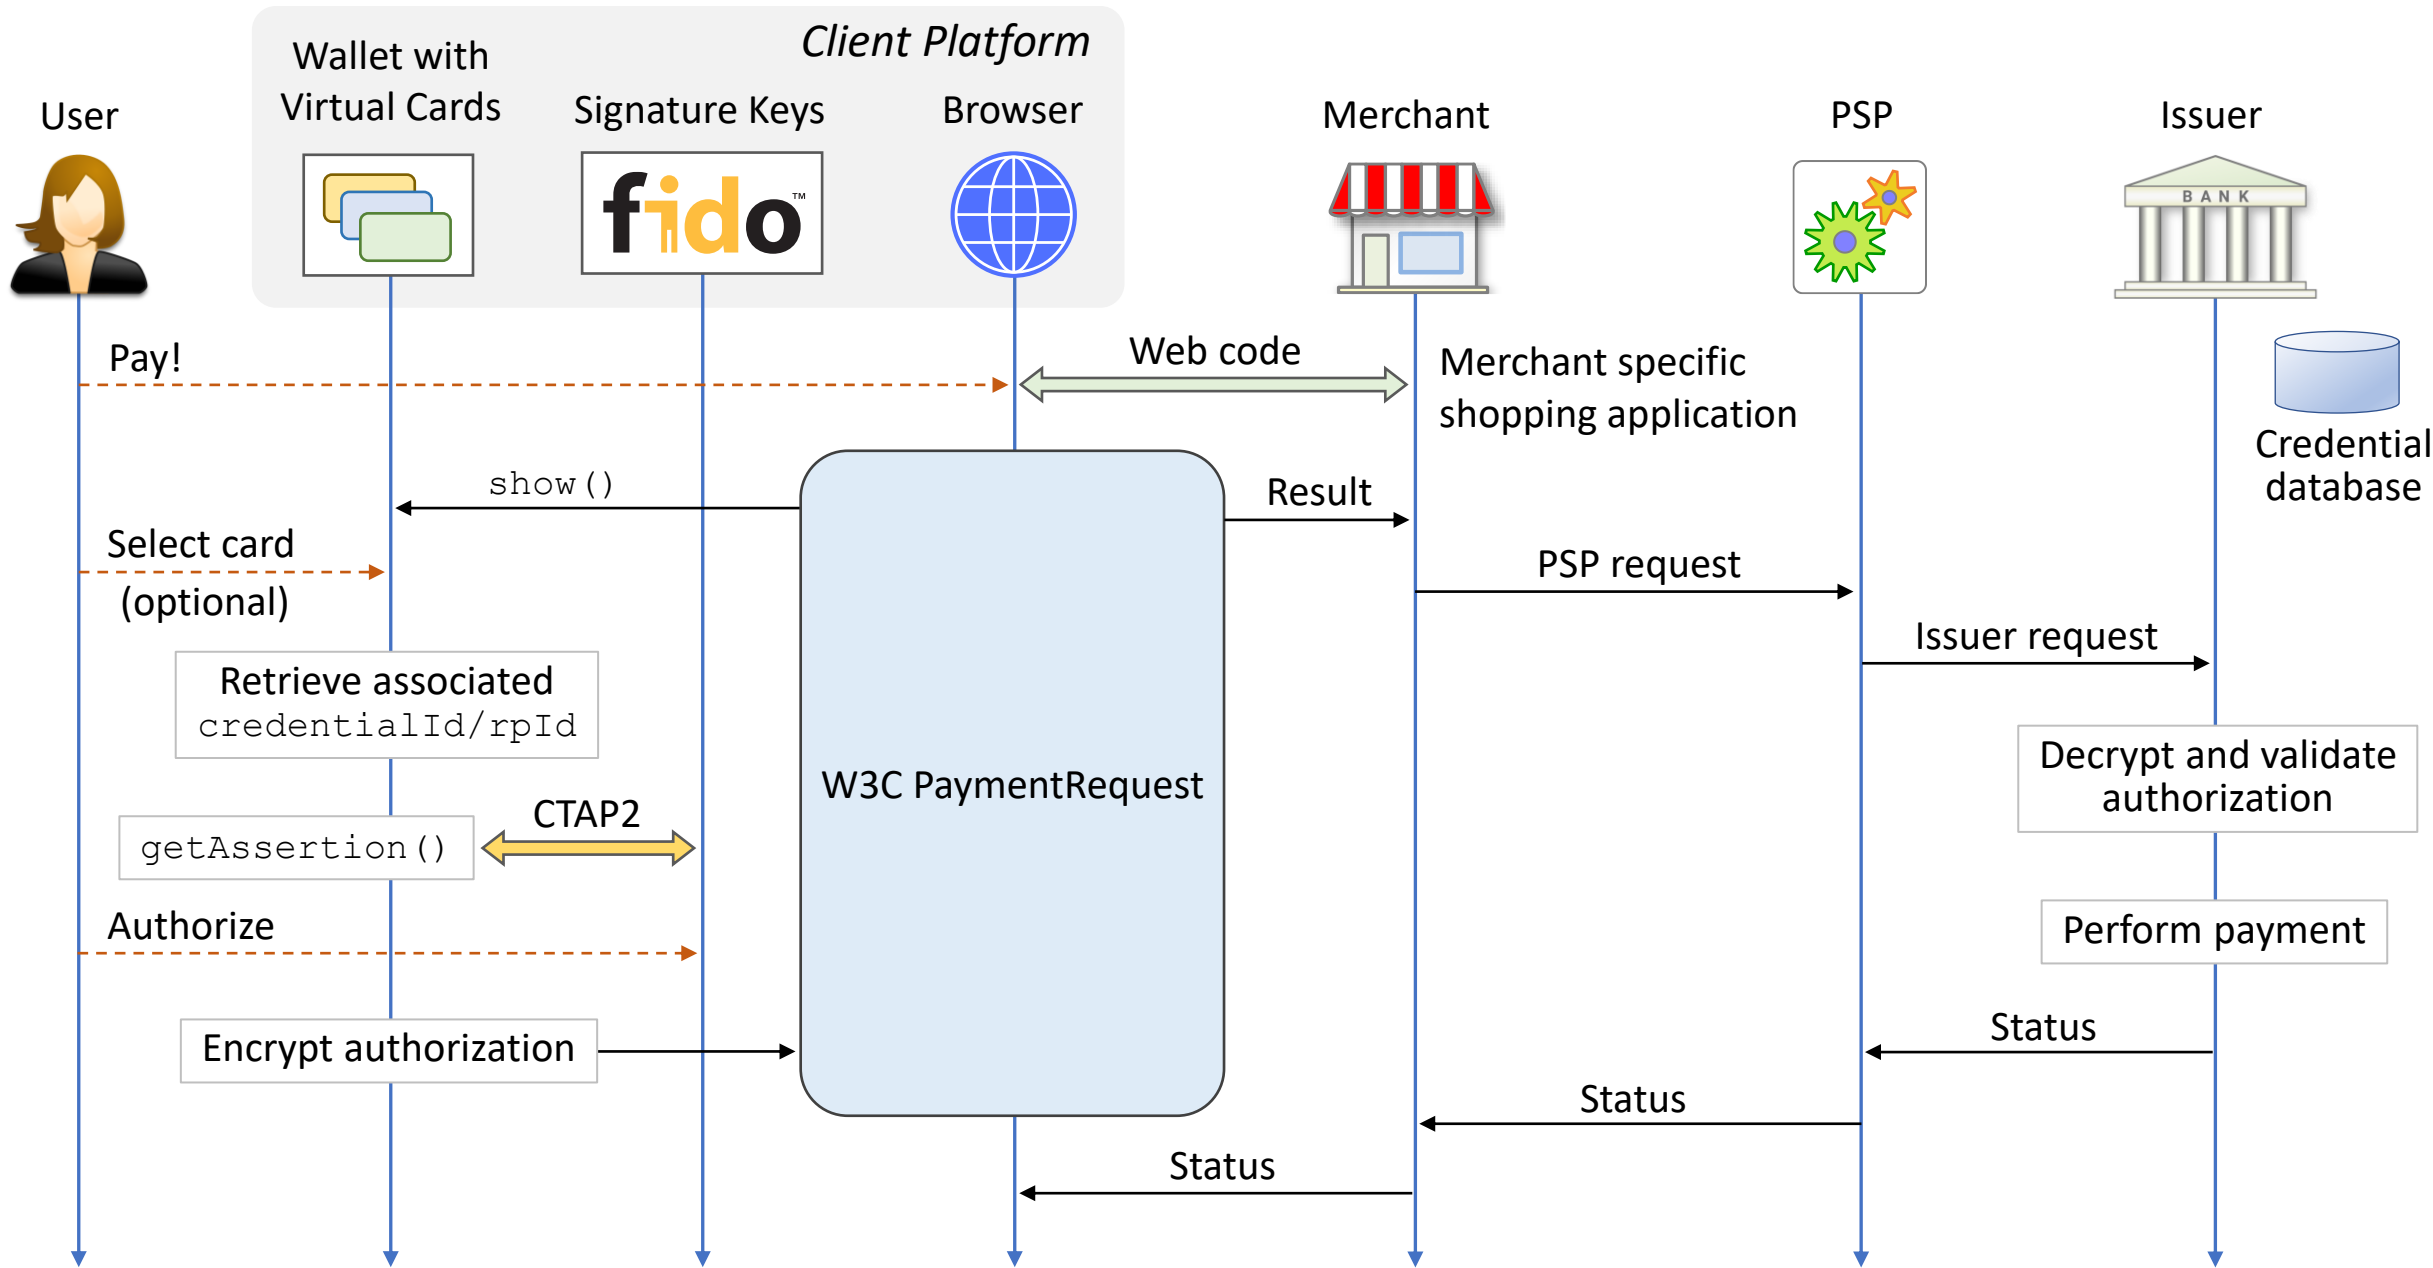 Client Platform
User
Wallet with
Virtual Cards
Signature Keys
Browser
Merchant
PSP
Issuer
fido™
BANK
Pay!
Web code
Merchant specific
shopping application
Credential
database
show()
Result
Select card
(optional)
PSP request
Issuer request
Retrieve associated
credentialId/rpId
W3C PaymentRequest
Decrypt and validate
authorization
CTAP2
getAssertion()
Authorize
Perform payment
Encrypt authorization
Status
Status
Status